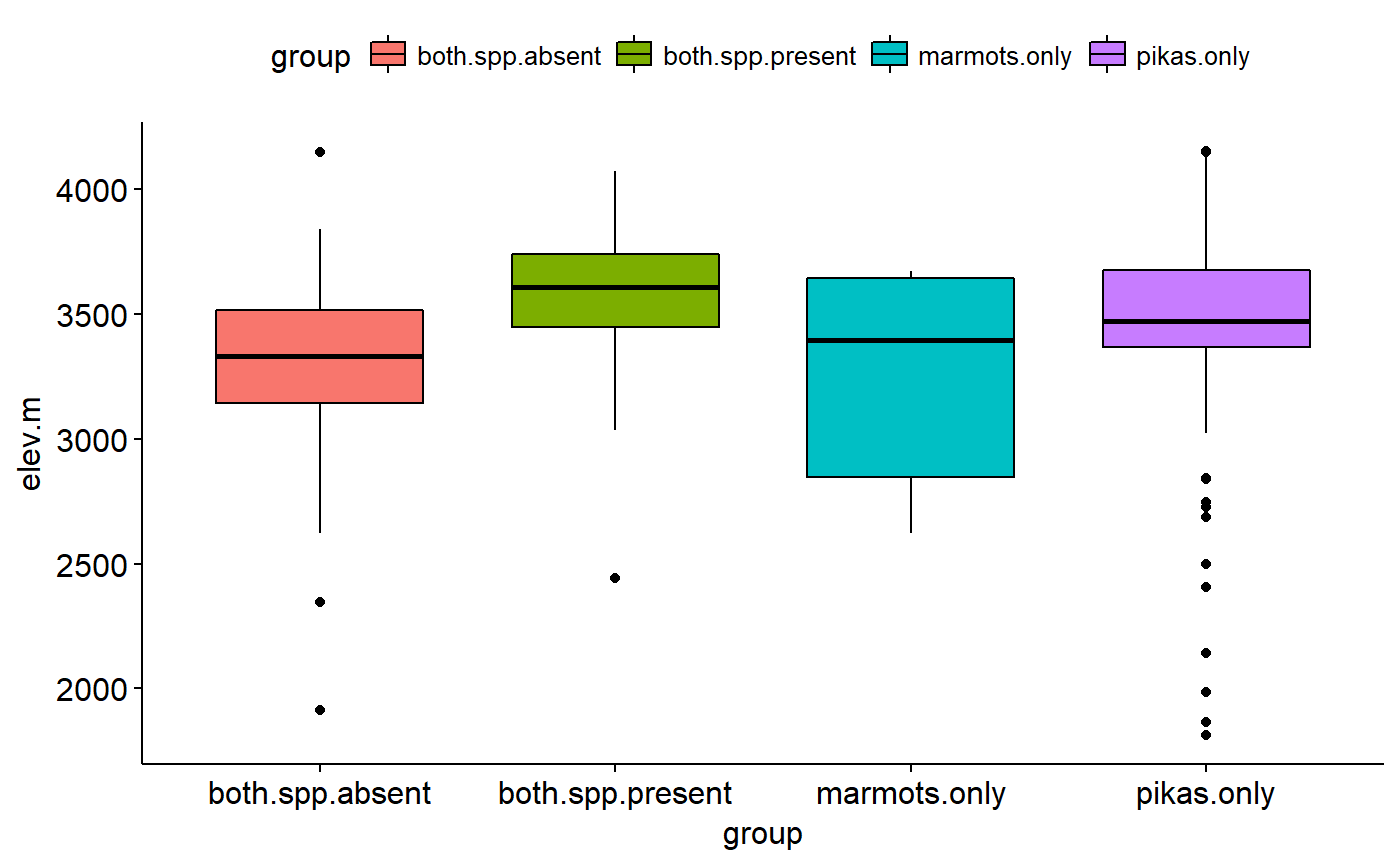 group both.spp.absent both.spp.present marmots.only pikas.only
4000
3500
3000
2500
2000
elev.m
both.spp.absent both.spp.present marmots.only pikas.only
group